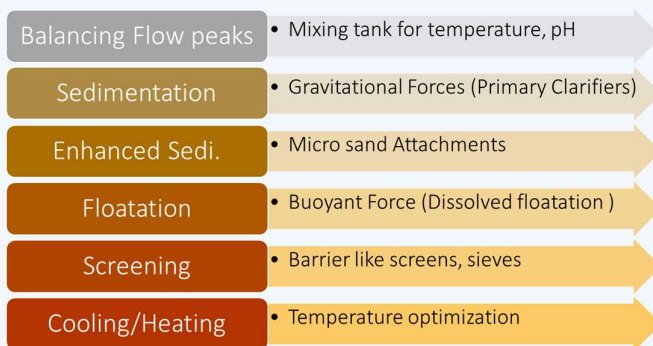 Balancing Flow peaks
• Mixing tank for temperature, pH
Sedimentation
• Gravitational Forces (Primary Clarifiers)
Enhanced Sedi.
• Micro sand Attachments
Floatation
• Buoyant Force (Dissolved floatation )
Screening
• Barrier like screens, sieves
Cooling/Heating
• Temperature optimization